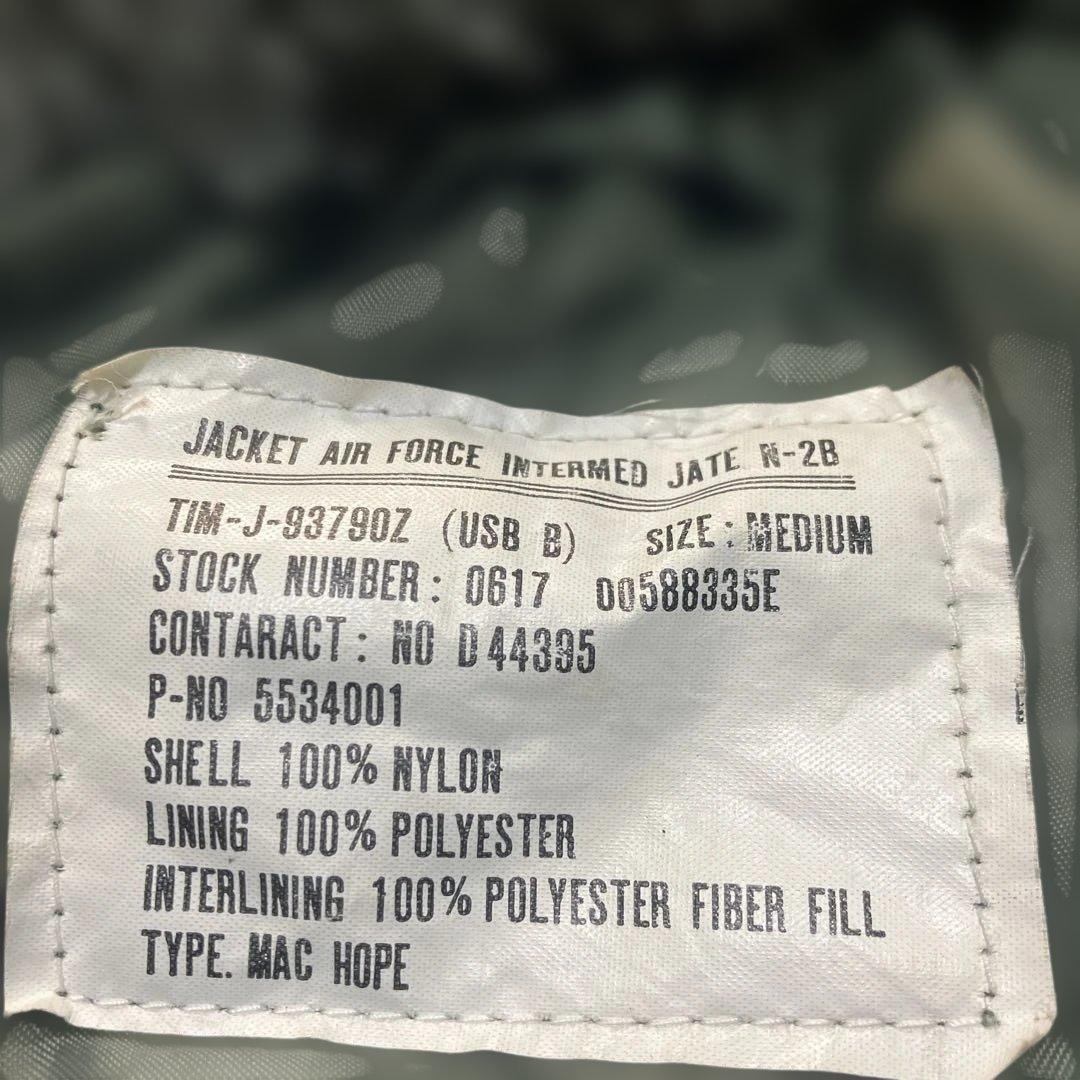 JACKET AIR FORCE INTERMED JATE N-2B
TIM-J-93790Z (USB B) SIZE : MEDIUM
STOCK NUMBER : 0617 00588335E
CONTARACT : NO D44395
P-NO 5534001
SHELL 100% NYLON
LINING 100% POLYESTER
INTERLINING 100% POLYESTER FIBER FILL
TYPE. MAC HOPE